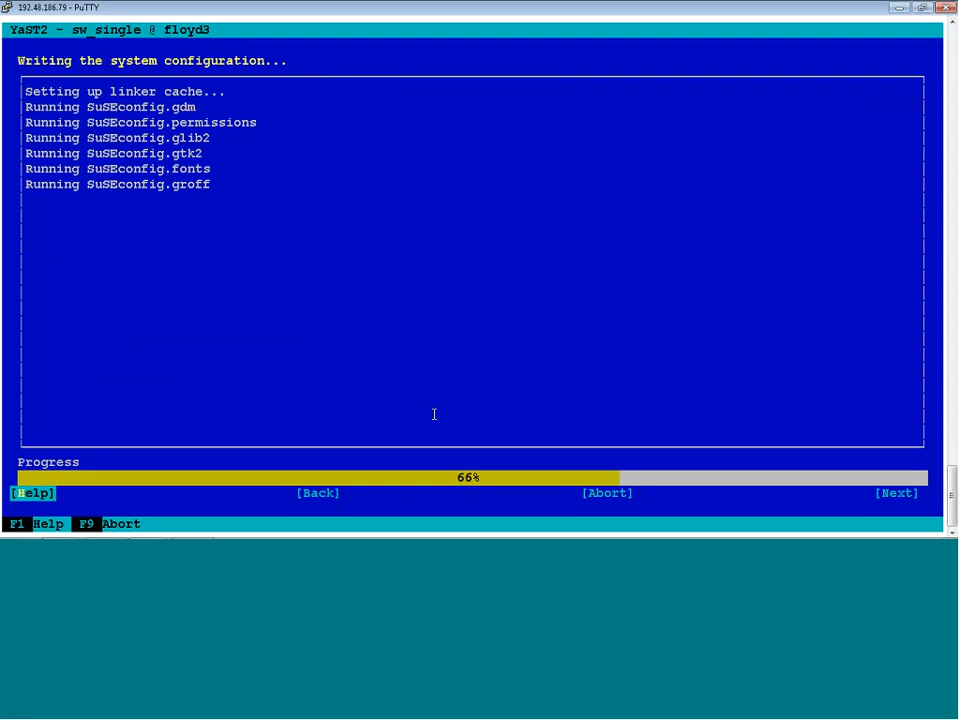 192.48.186.79 - PuTTY
YaST2 - sw_single @ floyd3
Writing the system configuration...
Setting up linker cache...
Running SuSEconfig.gdm
Running SuSEconfig.permissions
Running SuSEconfig.glib2
Running SuSEconfig.gtk2
Running SuSEconfig.fonts
Running SuSEconfig.groff
Progress
66%
[Help] [Back] [Abort] [Next]
F1 Help F9 Abort